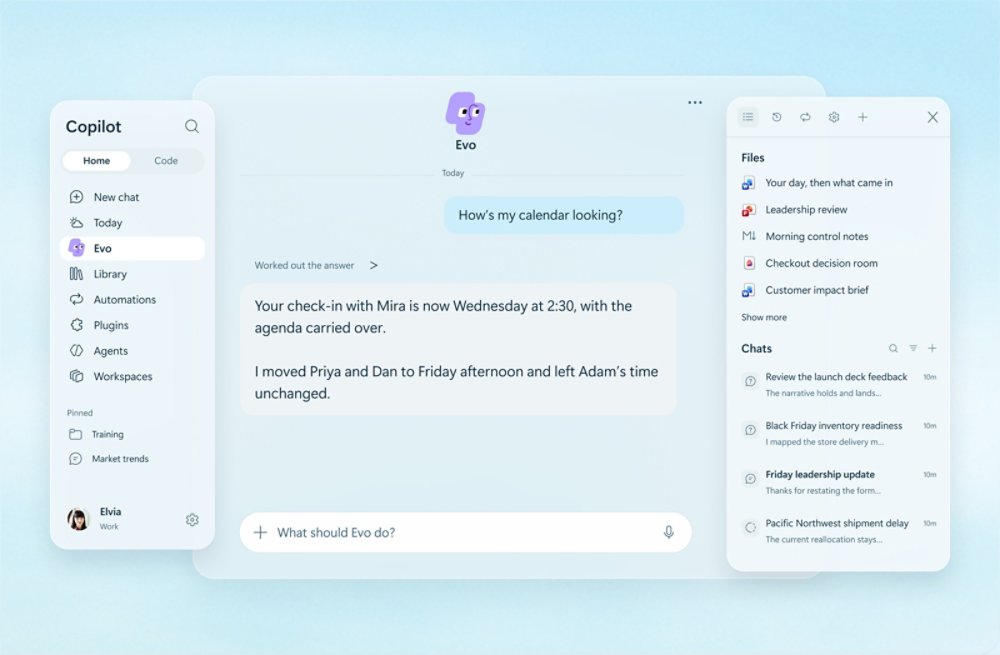 Copilot
Home
Code
New chat
Today
Evo
Library
Automations
Plugins
Agents
Workspaces
Pinned
Training
Market trends
Elvia
Work
Evo
Today
How's my calendar looking?
Worked out the answer >
Your check-in with Mira is now Wednesday at 2:30, with the
agenda carried over.
I moved Priya and Dan to Friday afternoon and left Adam's time
unchanged.
What should Evo do?
Files
Your day, then what came in
Leadership review
Morning control notes
Checkout decision room
Customer impact brief
Show more
Chats
Review the launch deck feedback 10m
The narrative holds and lands...
Black Friday inventory readiness 10m
I mapped the store delivery m...
Friday leadership update 10m
Thanks for restating the form...
Pacific Northwest shipment delay 10m
The current reallocation stays...